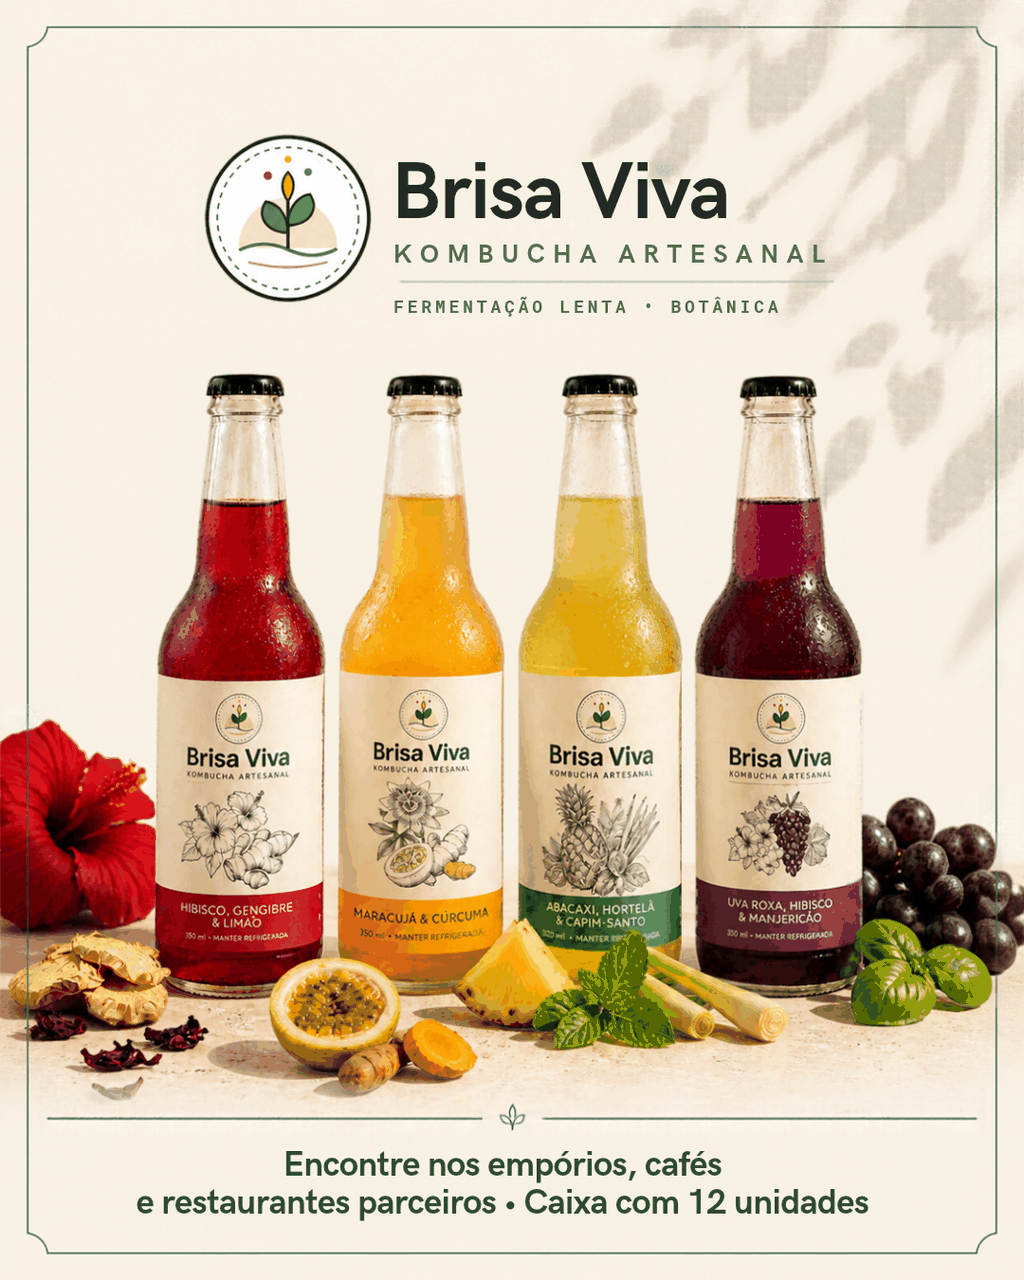 Brisa Viva
KOMBUCHA ARTESANAL
FERMENTAÇÃO LENTA • BOTÂNICA
Brisa Viva
KOMBUCHA ARTESANAL
HIBISCO, GENGIBRE
& LIMÃO
350 ml • MANTER REFRIGERADA
Brisa Viva
KOMBUCHA ARTESANAL
MARACUJÁ & CÚRCUMA
350 ml • MANTER REFRIGERADA
Brisa Viva
KOMBUCHA ARTESANAL
ABACAXI, HORTELÃ
& CAPIM-SANTO
ml • MANTER
Brisa Viva
KOMBUCHA ARTESANAL
UVA ROXA, HIBISCO
& MANJERICÃO
350 ml • MANTER REFRIGERADA
Encontre nos empórios, cafés
e restaurantes parceiros • Caixa com 12 unidades